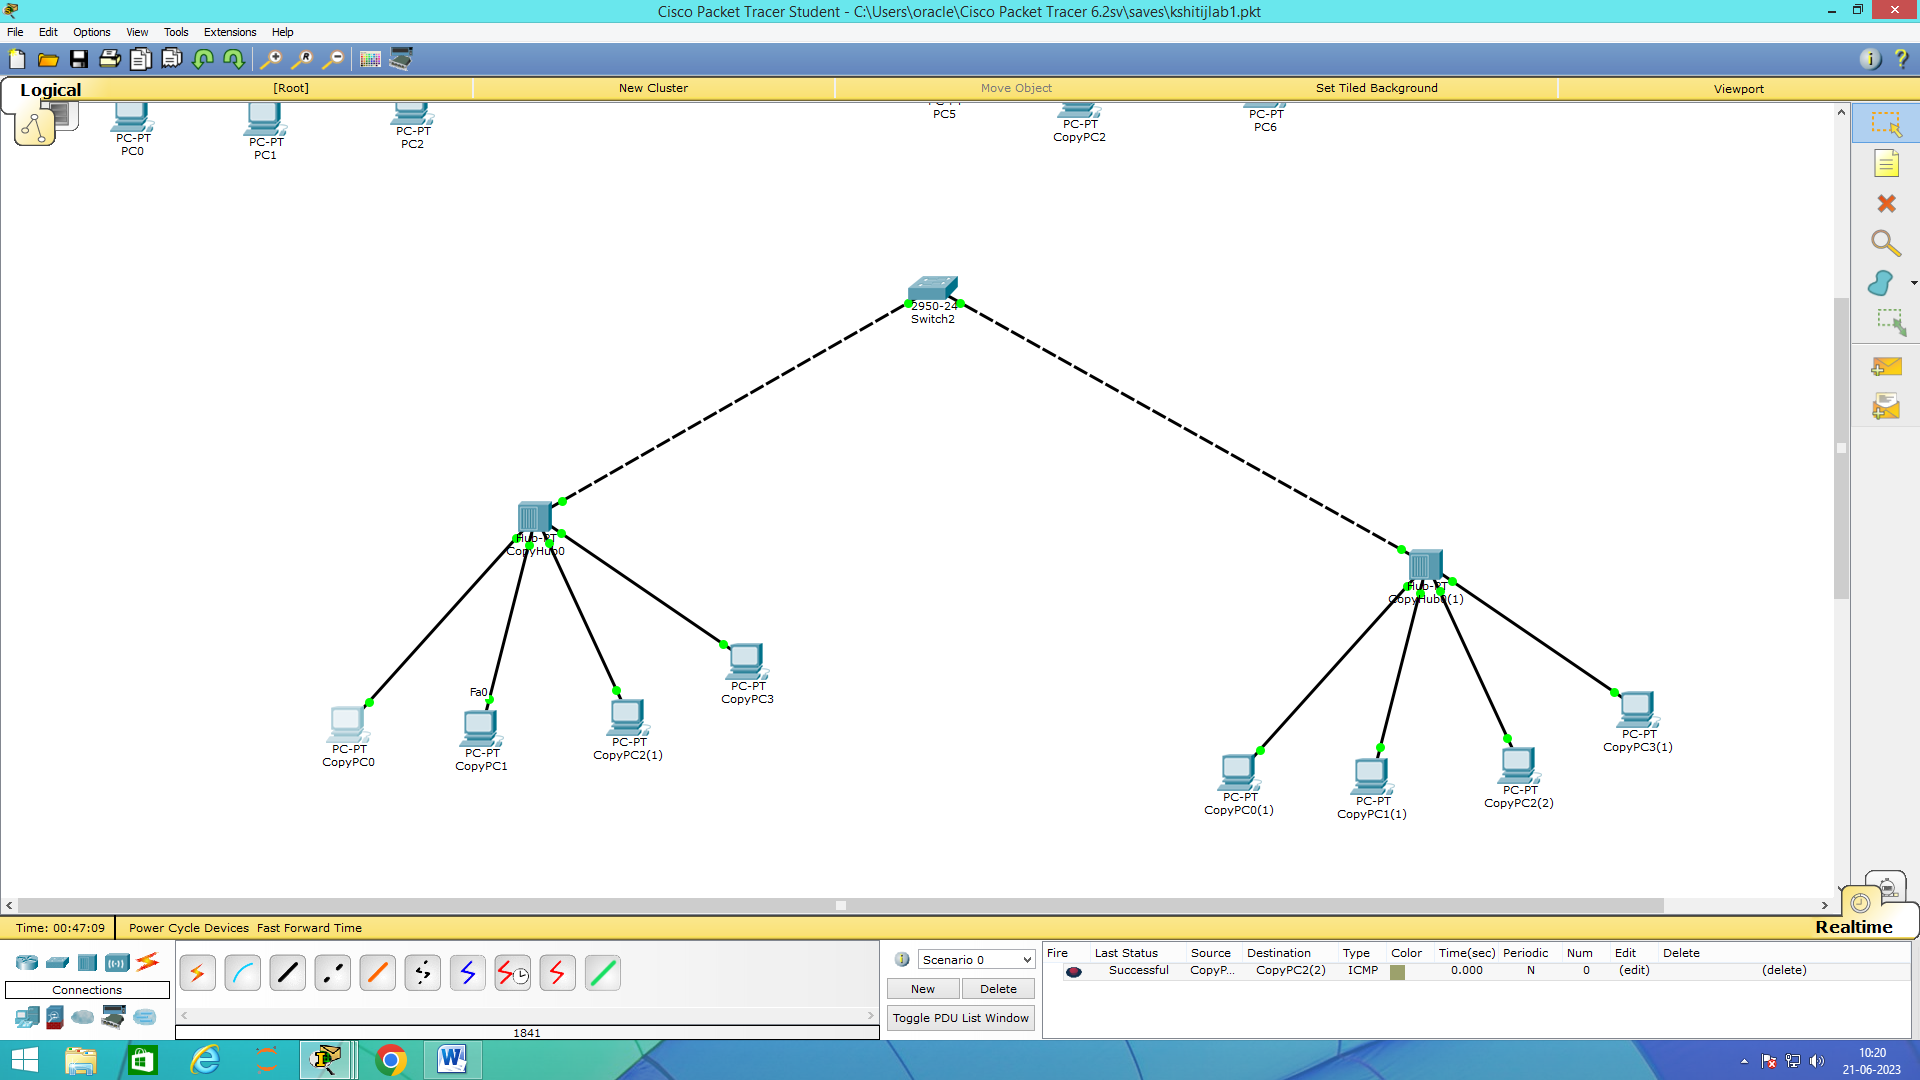 Cisco Packet Tracer Student - C:\Users\oracle\Cisco Packet Tracer 6.2sv\saves\kshitijlab1.pkt
File Edit Options View Tools Extensions Help
Logical [Root] New Cluster Move Object Set Tiled Background Viewport
PC-PT
PC0
PC-PT
PC1
PC-PT
PC2
PC-PT
PC5
PC-PT
CopyPC2
PC-PT
PC6
2950-24
Switch2
Hub-PT
CopyHub0
Hub-PT
CopyHub0(1)
PC-PT
CopyPC3
Fa0
PC-PT
CopyPC0
PC-PT
CopyPC1
PC-PT
CopyPC2(1)
PC-PT
CopyPC3(1)
PC-PT
CopyPC0(1)
PC-PT
CopyPC1(1)
PC-PT
CopyPC2(2)
Time: 00:47:09 Power Cycle Devices Fast Forward Time Realtime
Connections
1841
Scenario 0
New Delete
Toggle PDU List Window
Fire Last Status Source Destination Type Color Time(sec) Periodic Num Edit Delete
Successful CopyP... CopyPC2(2) ICMP 0.000 N 0 (edit) (delete)
10:20
21-06-2023